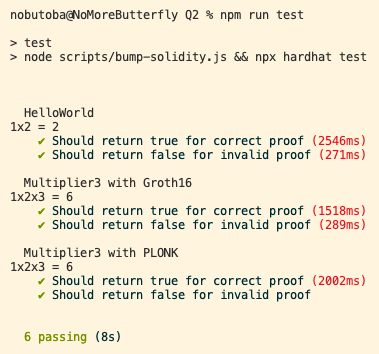 nobutoba@NoMoreButterfly Q2 % npm run test
> test
> node scripts/bump-solidity.js && npx hardhat test
HelloWorld
1x2 = 2
✔ Should return true for correct proof (2546ms)
✔ Should return false for invalid proof (271ms)
Multiplier3 with Groth16
1x2x3 = 6
✔ Should return true for correct proof (1518ms)
✔ Should return false for invalid proof (289ms)
Multiplier3 with PLONK
1x2x3 = 6
✔ Should return true for correct proof (2002ms)
✔ Should return false for invalid proof
6 passing (8s)